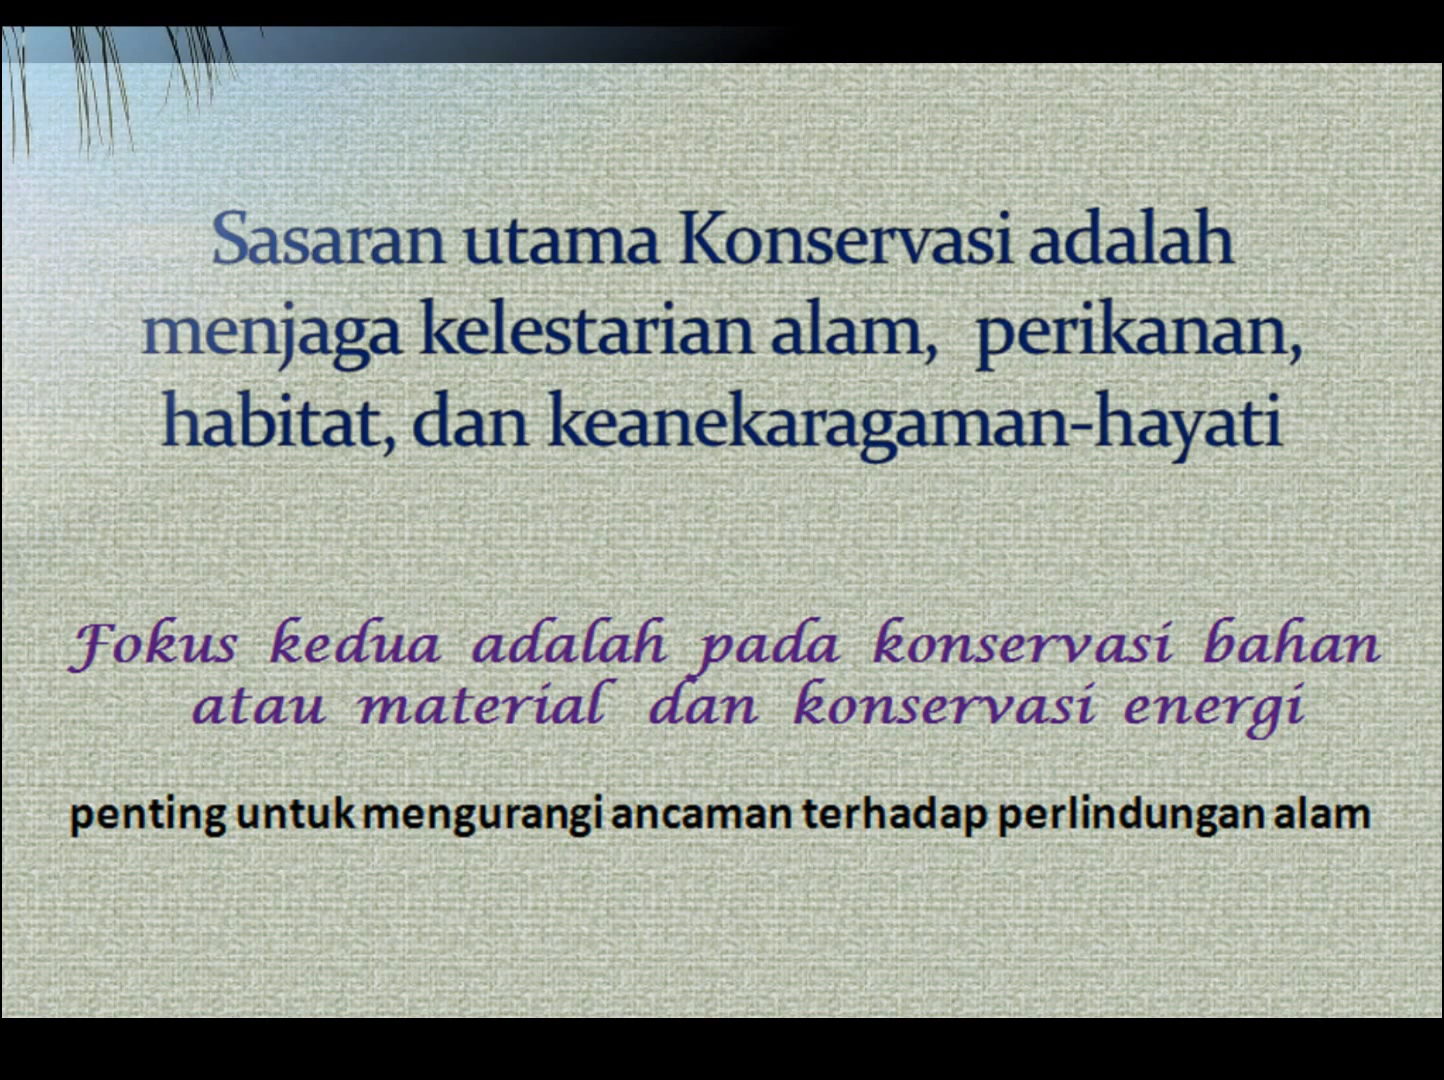 Sasaran utama Konservasi adalah
menjaga kelestarian alam, perikanan,
habitat, dan keanekaragaman-hayati
Fokus kedua adalah pada konservasi bahan
atau material dan konservasi energi
penting untuk mengurangi ancaman terhadap perlindungan alam